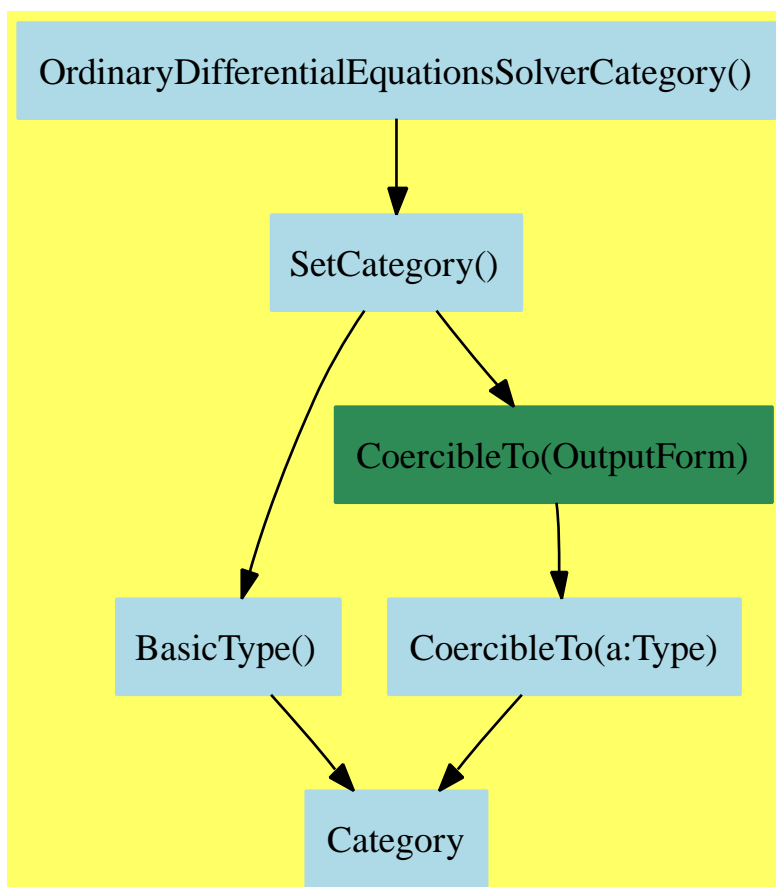 OrdinaryDifferentialEquationsSolverCategory()
SetCategory()
CoercibleTo(OutputForm)
BasicType()
CoercibleTo(a:Type)
Category